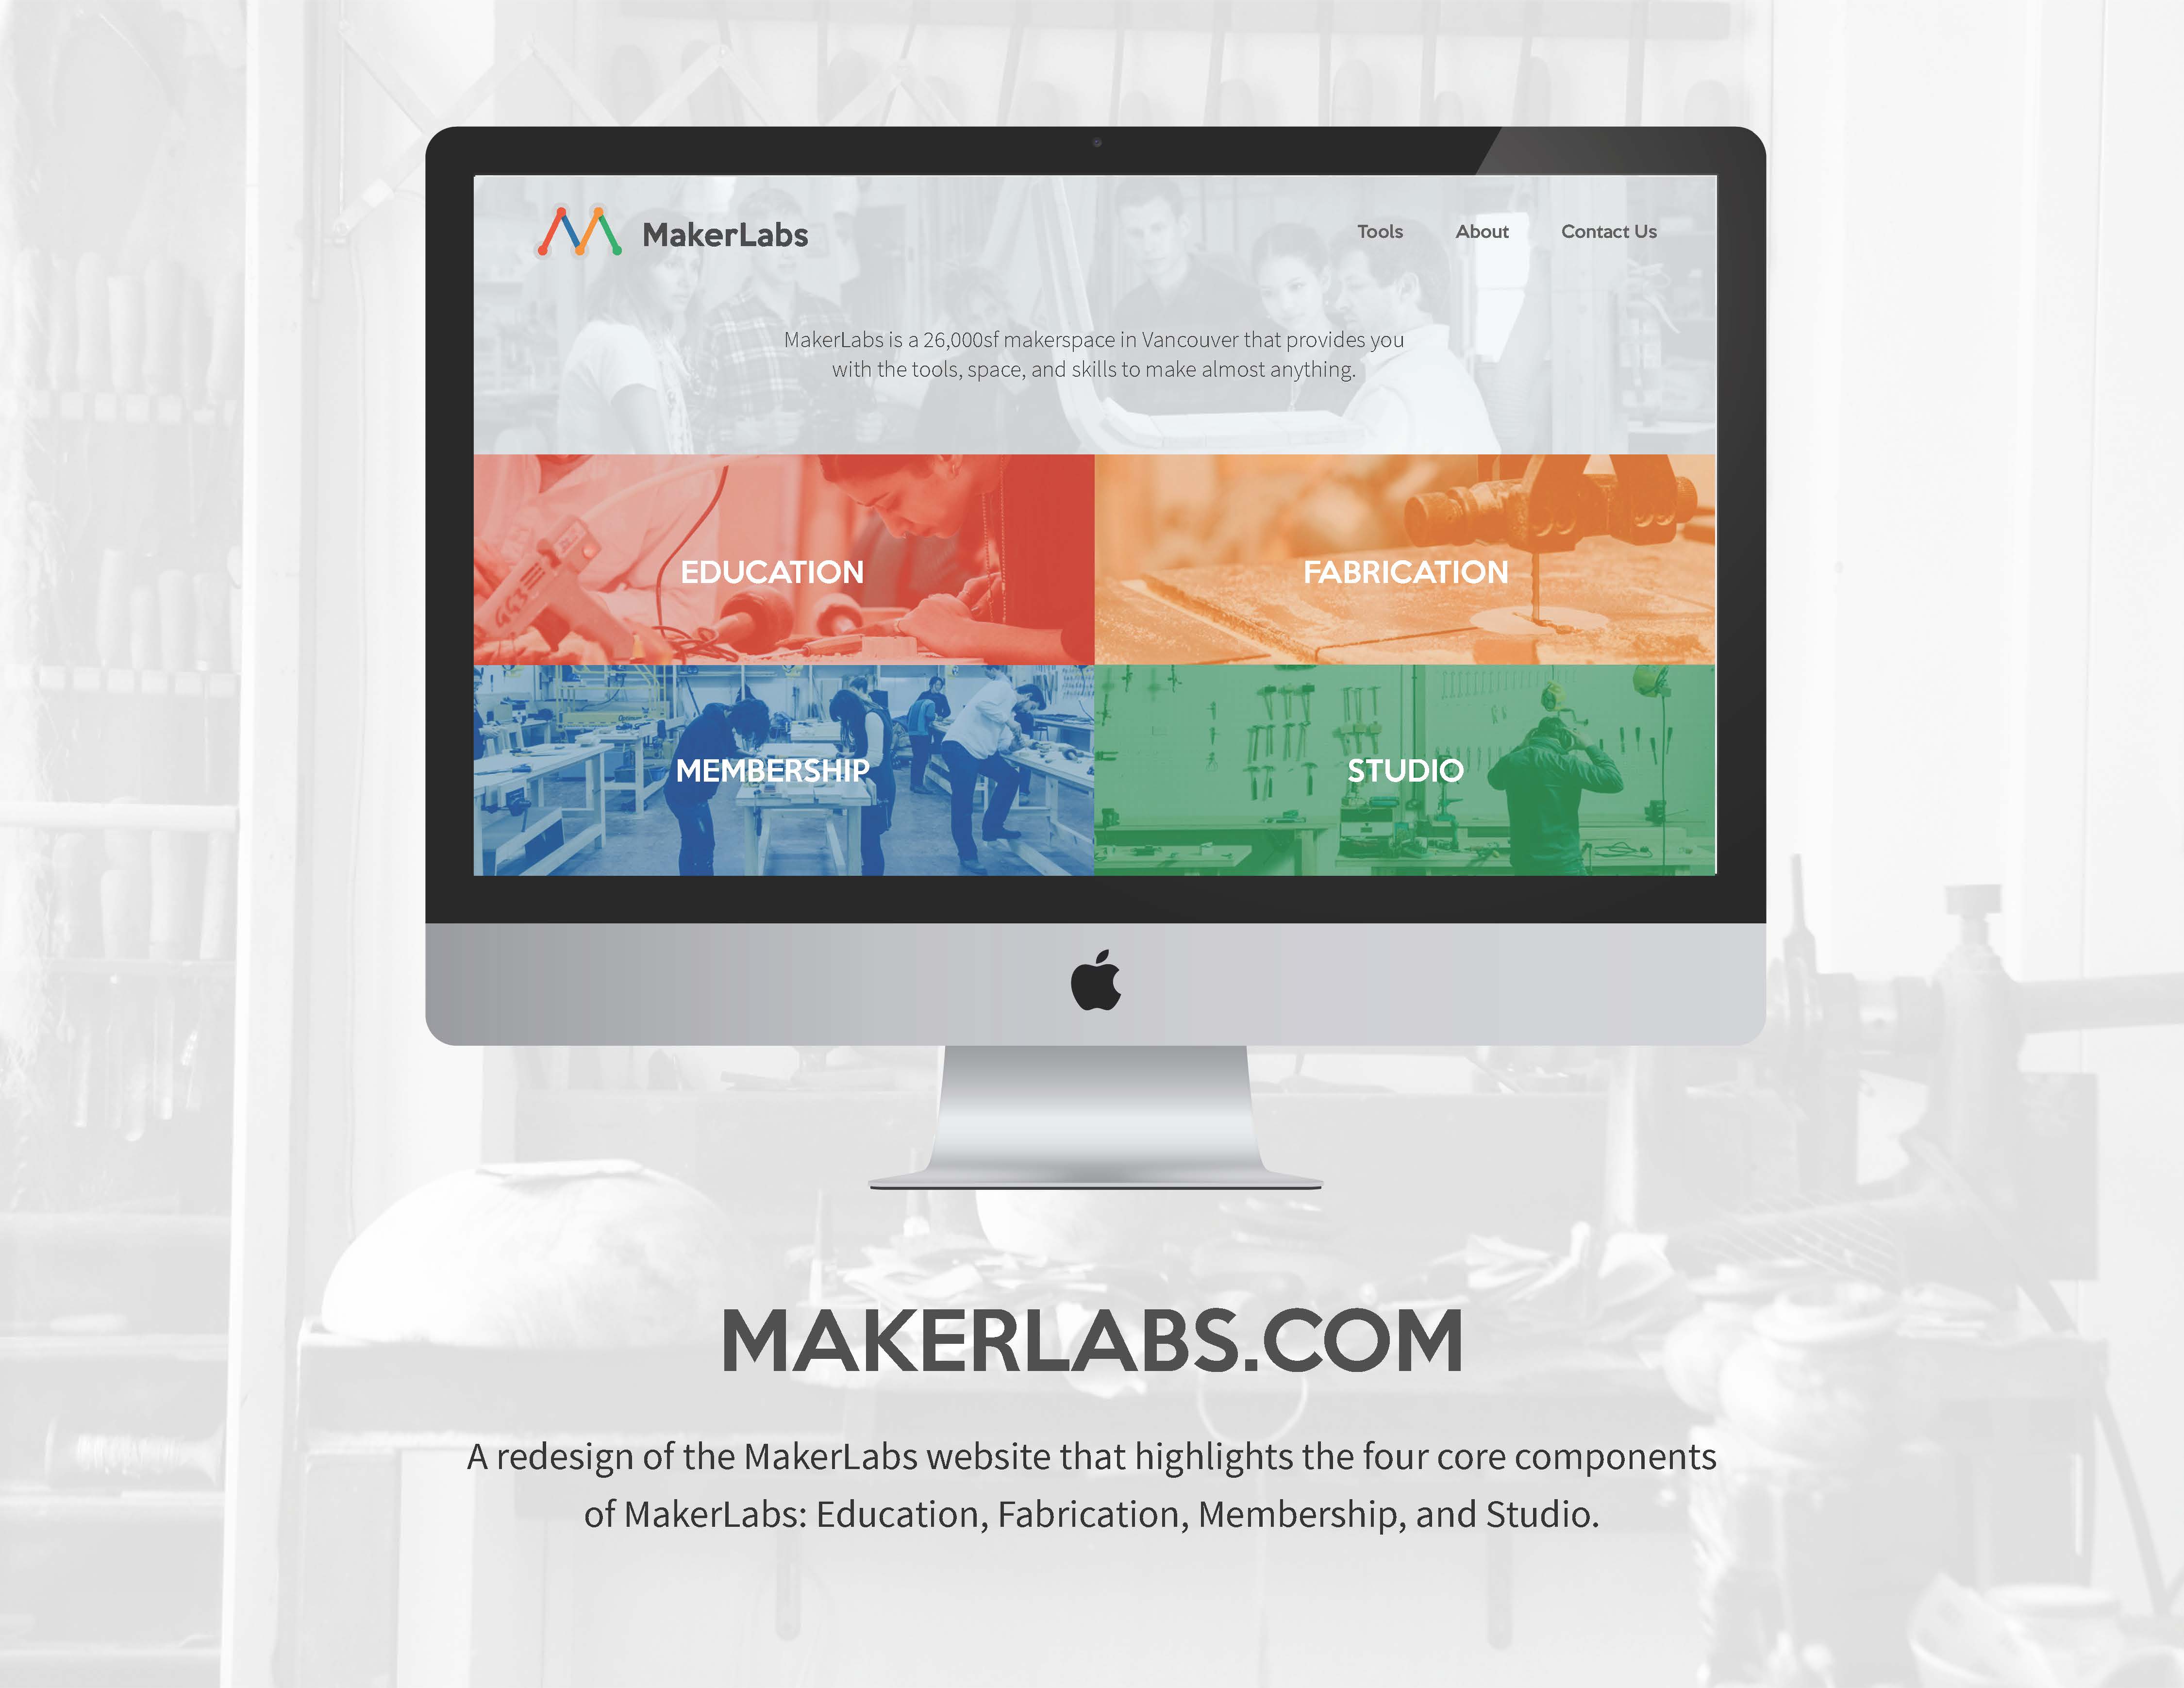 MakerLabs
Tools About Contact Us
MakerLabs is a 26,000sf makerspace in Vancouver that provides you
with the tools, space, and skills to make almost anything.
EDUCATION
FABRICATION
MEMBERSHIP
STUDIO
MAKERLABS.COM
A redesign of the MakerLabs website that highlights the four core components
of MakerLabs: Education, Fabrication, Membership, and Studio.